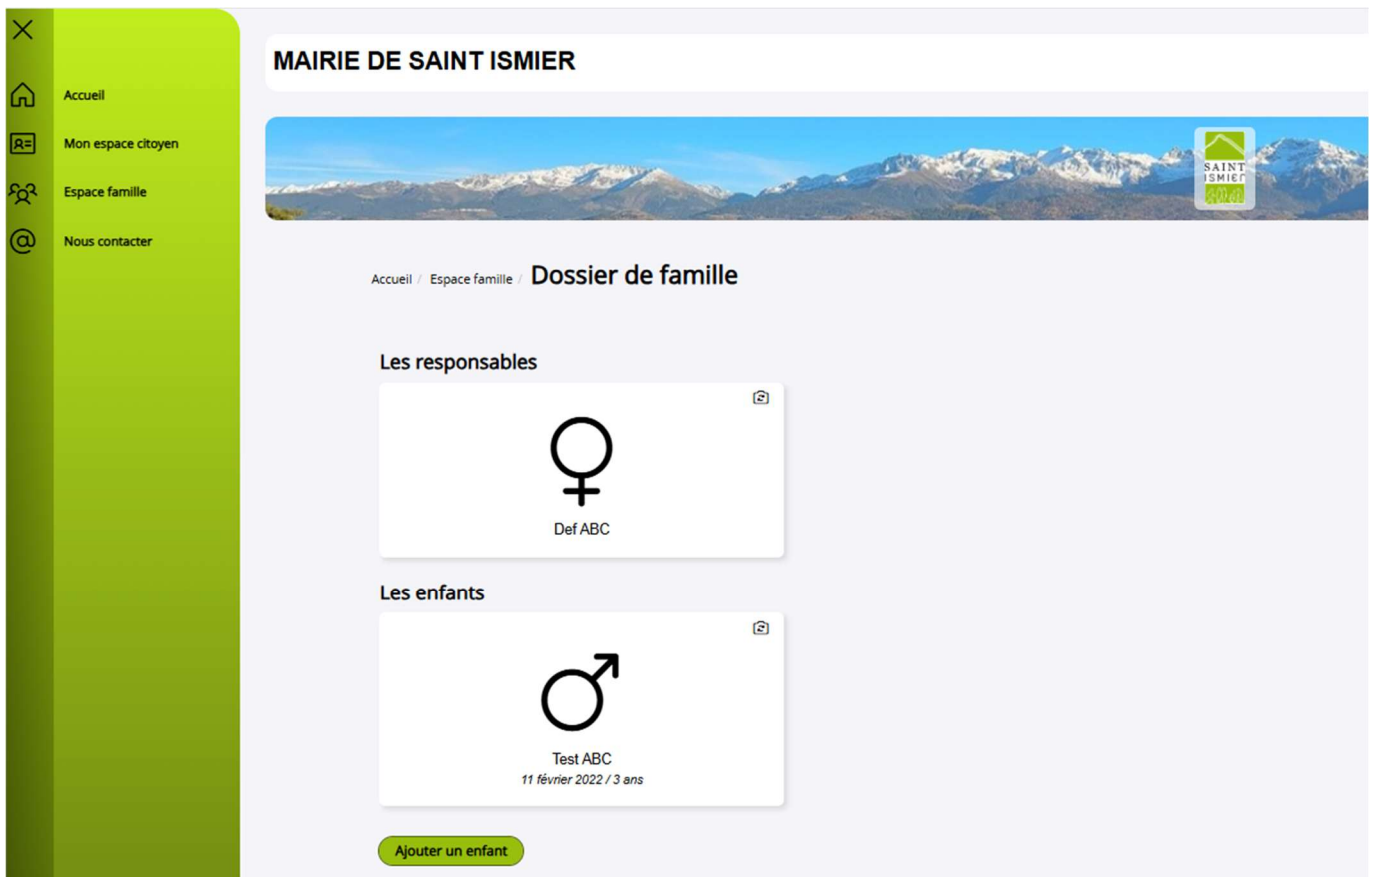 MAIRIE DE SAINT ISMIER
Accueil
Mon espace citoyen
Espace famille
Nous contacter
SAINT
ISMIER
Accueil / Espace famille / Dossier de famille
Les responsables
Def ABC
Les enfants
Test ABC
11 février 2022 / 3 ans
Ajouter un enfant